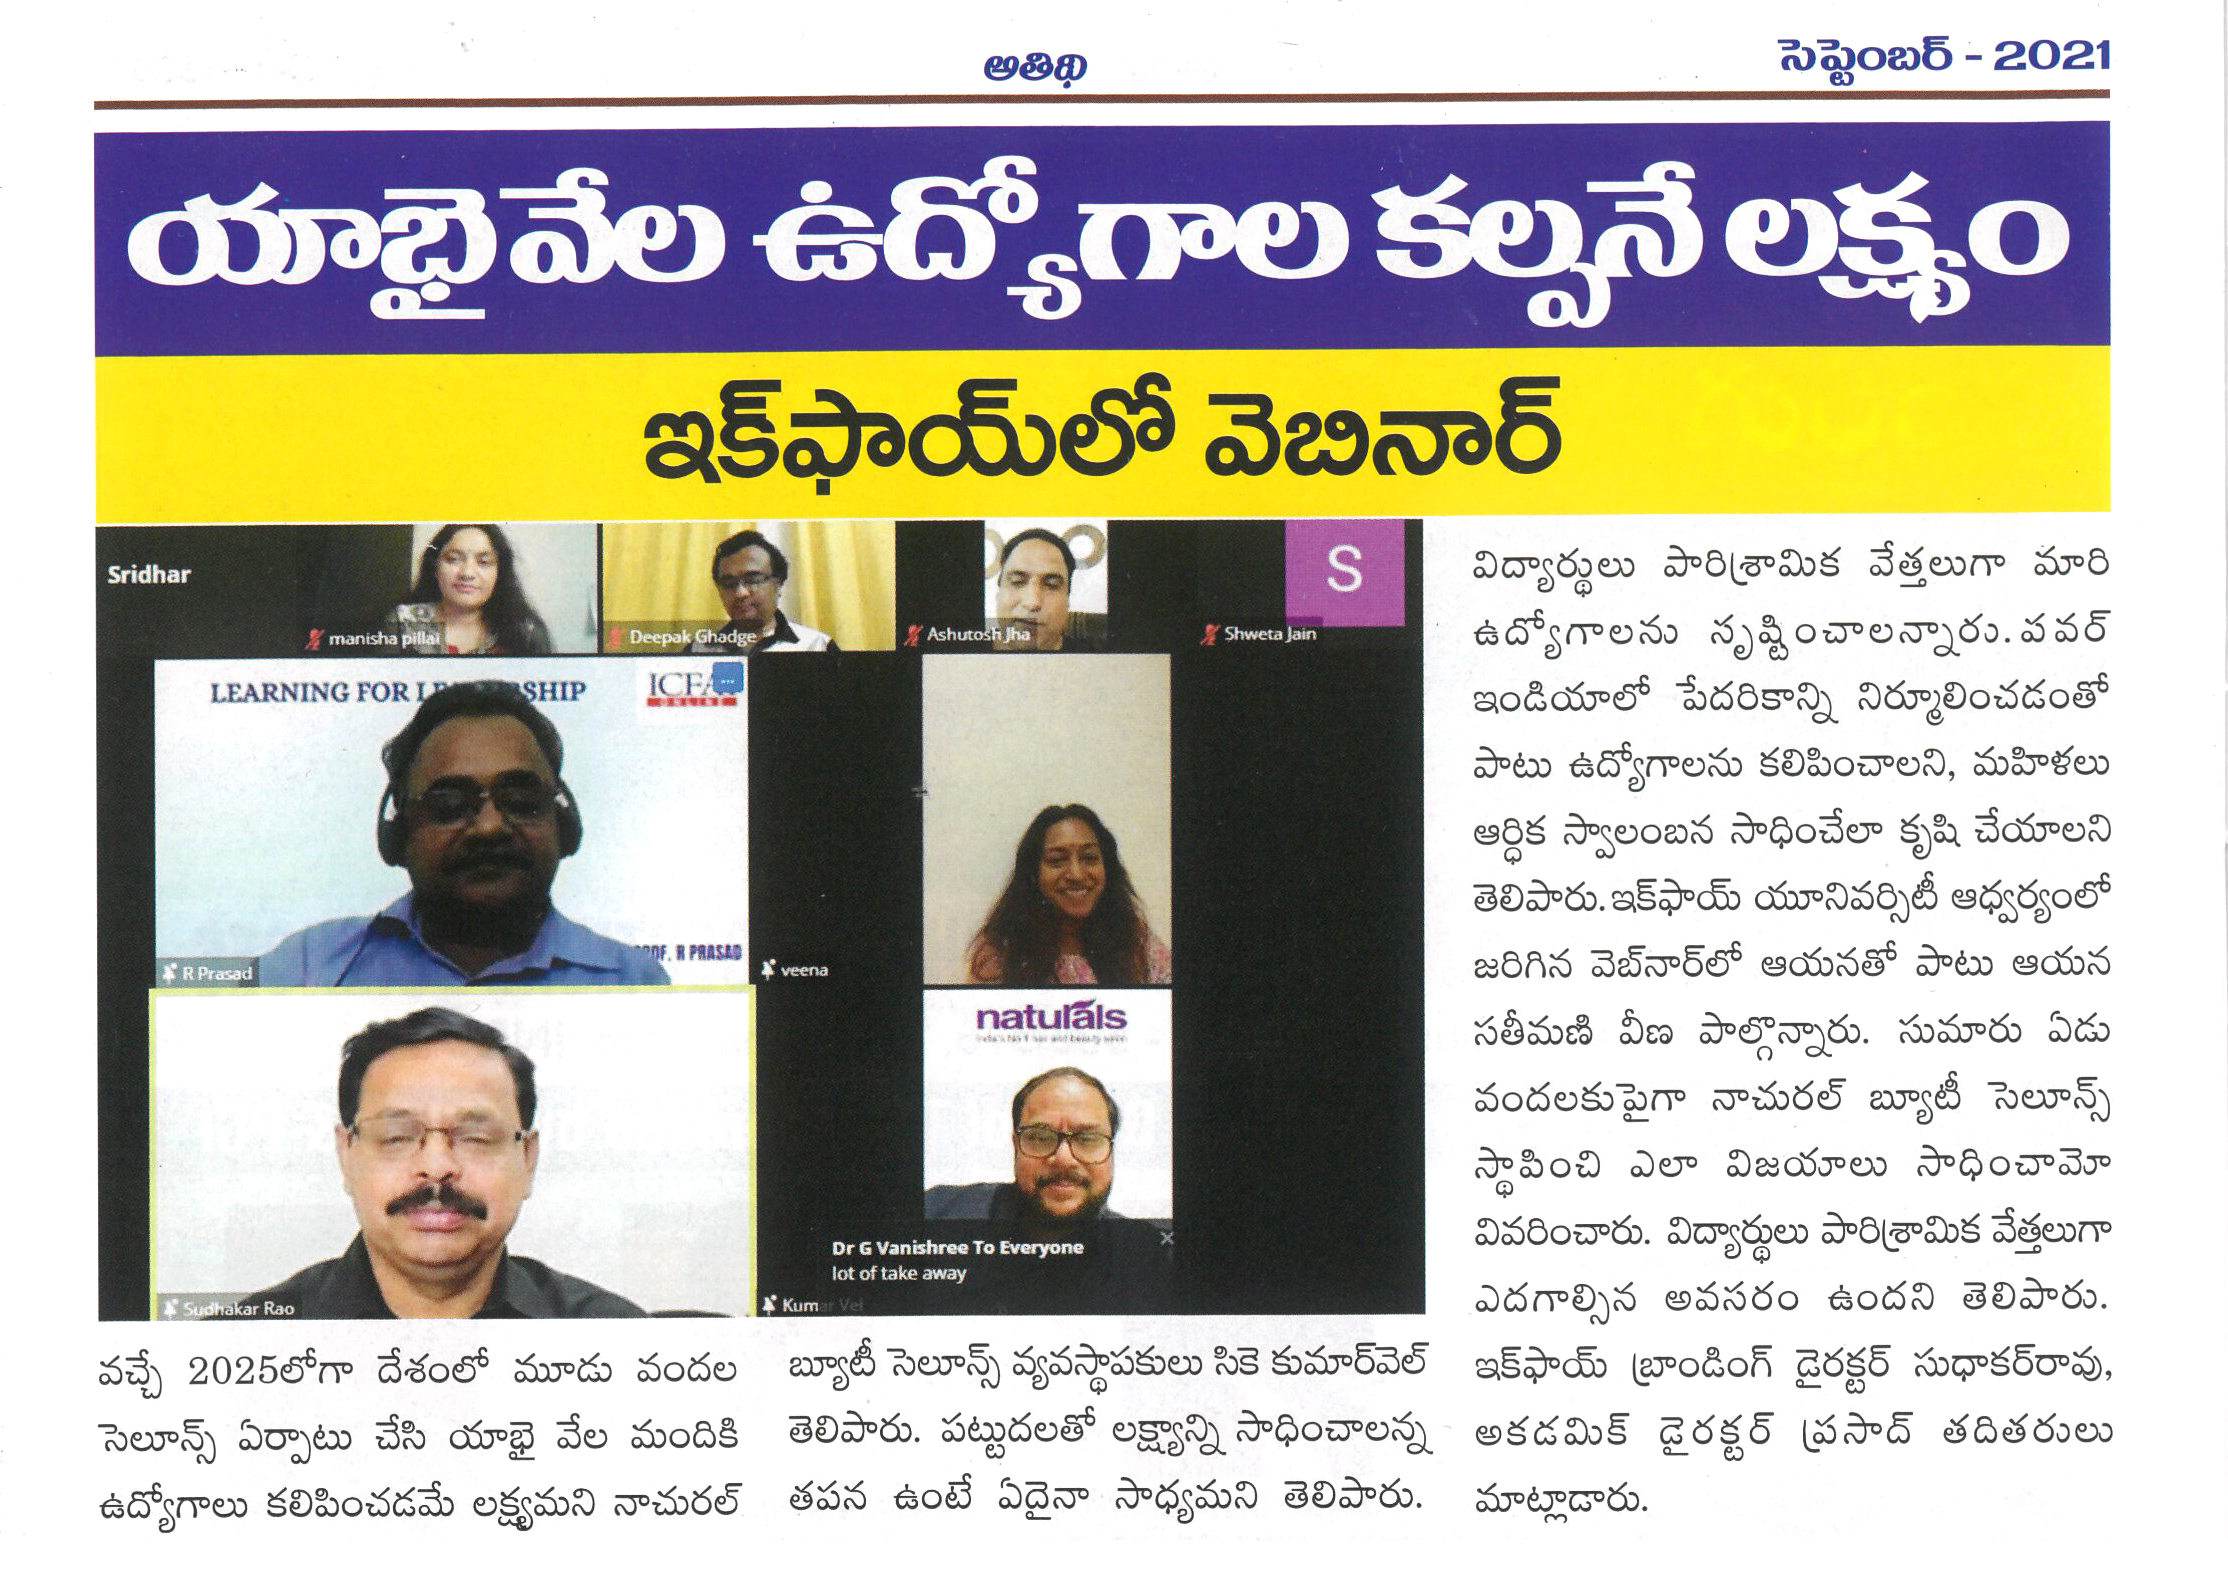 అతిథి
సెప్టెంబర్ - 2021
యాభైవేల ఉద్యోగాల కల్పనే లక్ష్యం
ఇక్‌ఫాయ్‌లో వెబినార్
Sridhar
manisha pillai
Deepak Ghadge
Ashutosh Jha
S
Shweta Jain
LEARNING FOR
SHIP
ONLINE
R PRASAD
R Prasad
veena
naturals
Dr G Vanishree To Everyone
lot of take away
Sudhakar Rao
Kumar Vel
వచ్చే 2025లోగా దేశంలో మూడు వందల
సెలూన్స్ ఏర్పాటు చేసి యాభై వేల మందికి
ఉద్యోగాలు కలిపించడమే లక్ష్యమని నాచురల్
బ్యూటీ సెలూన్స్ వ్యవస్థాపకులు సికె కుమార్‌వెల్
తెలిపారు. పట్టుదలతో లక్ష్యాన్ని సాధించాలన్న
తపన ఉంటే ఏదైనా సాధ్యమని తెలిపారు.
విద్యార్థులు పారిశ్రామిక వేత్తలుగా మారి
ఉద్యోగాలను సృష్టించాలన్నారు. పవర్
ఇండియాలో పేదరికాన్ని నిర్మూలించడంతో
పాటు ఉద్యోగాలను కలిపించాలని, మహిళలు
ఆర్ధిక స్వాలంబన సాధించేలా కృషి చేయాలని
తెలిపారు. ఇక్‌ఫాయ్ యూనివర్సిటీ ఆధ్వర్యంలో
జరిగిన వెబ్‌నార్‌లో ఆయనతో పాటు ఆయన
సతీమణి వీణ పాల్గొన్నారు. సుమారు ఏడు
వందలకుపైగా నాచురల్ బ్యూటీ సెలూన్స్
స్థాపించి ఎలా విజయాలు సాధించామో
వివరించారు. విద్యార్థులు పారిశ్రామిక వేత్తలుగా
ఎదగాల్సిన అవసరం ఉందని తెలిపారు.
ఇక్‌ఫాయ్ బ్రాండింగ్ డైరక్టర్ సుధాకర్‌రావు,
అకడమిక్ డైరక్టర్ ప్రసాద్ తదితరులు
మాట్లాడారు.